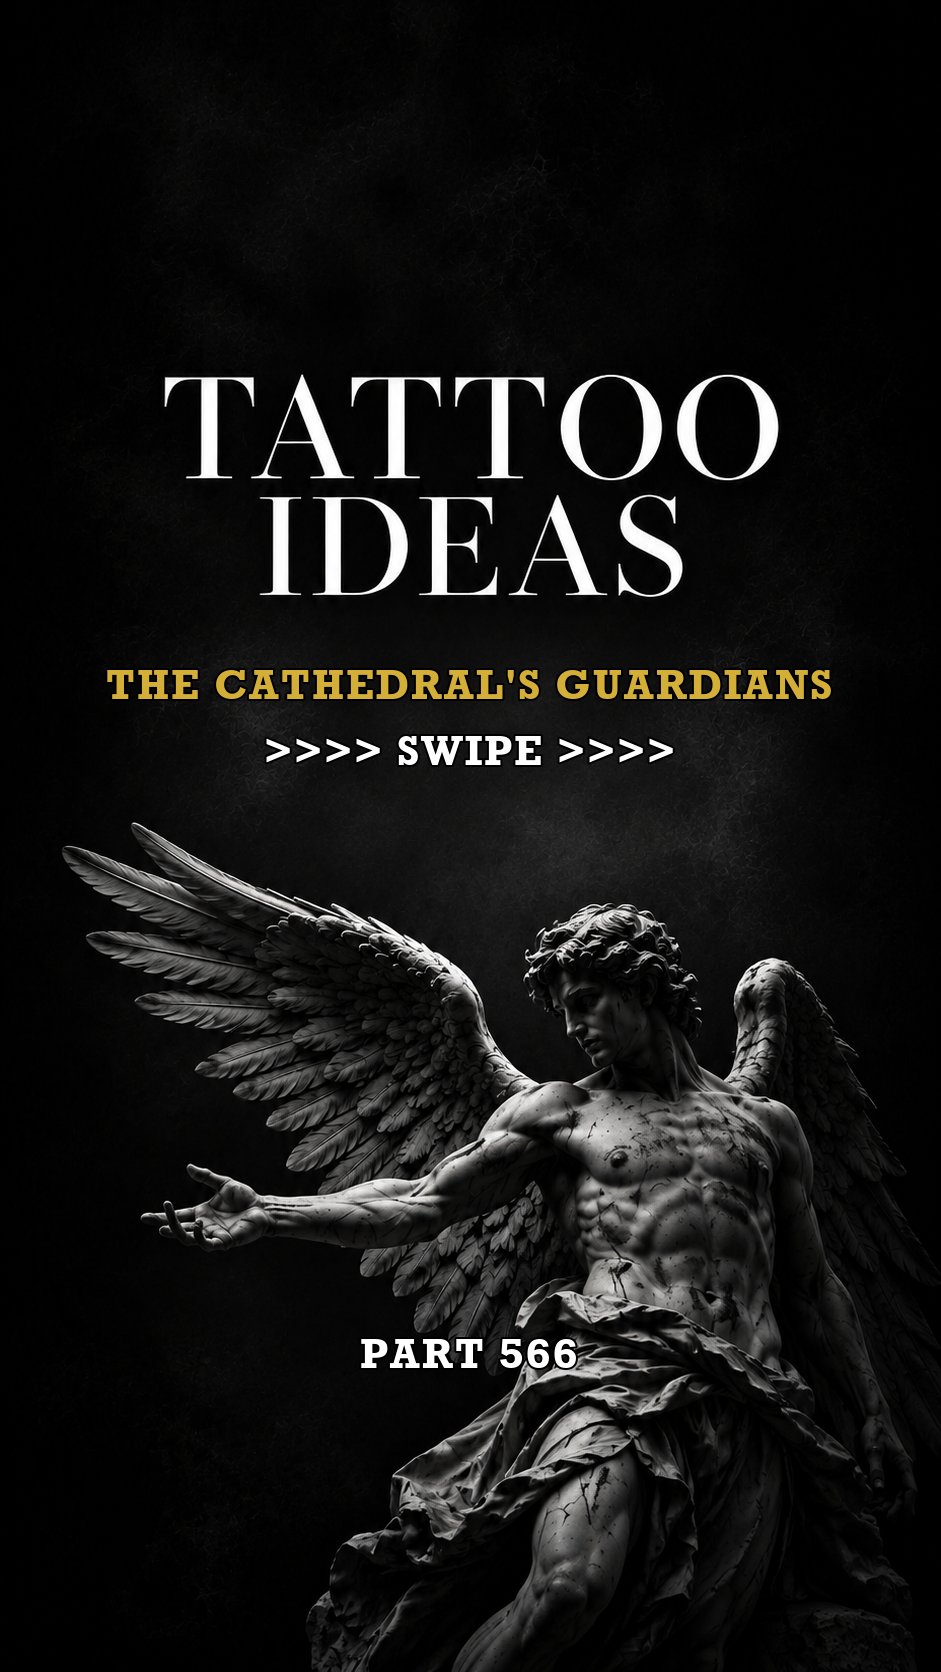 TATTOO
IDEAS
THE CATHEDRAL'S GUARDIANS
>>>> SWIPE >>>>
PART 566